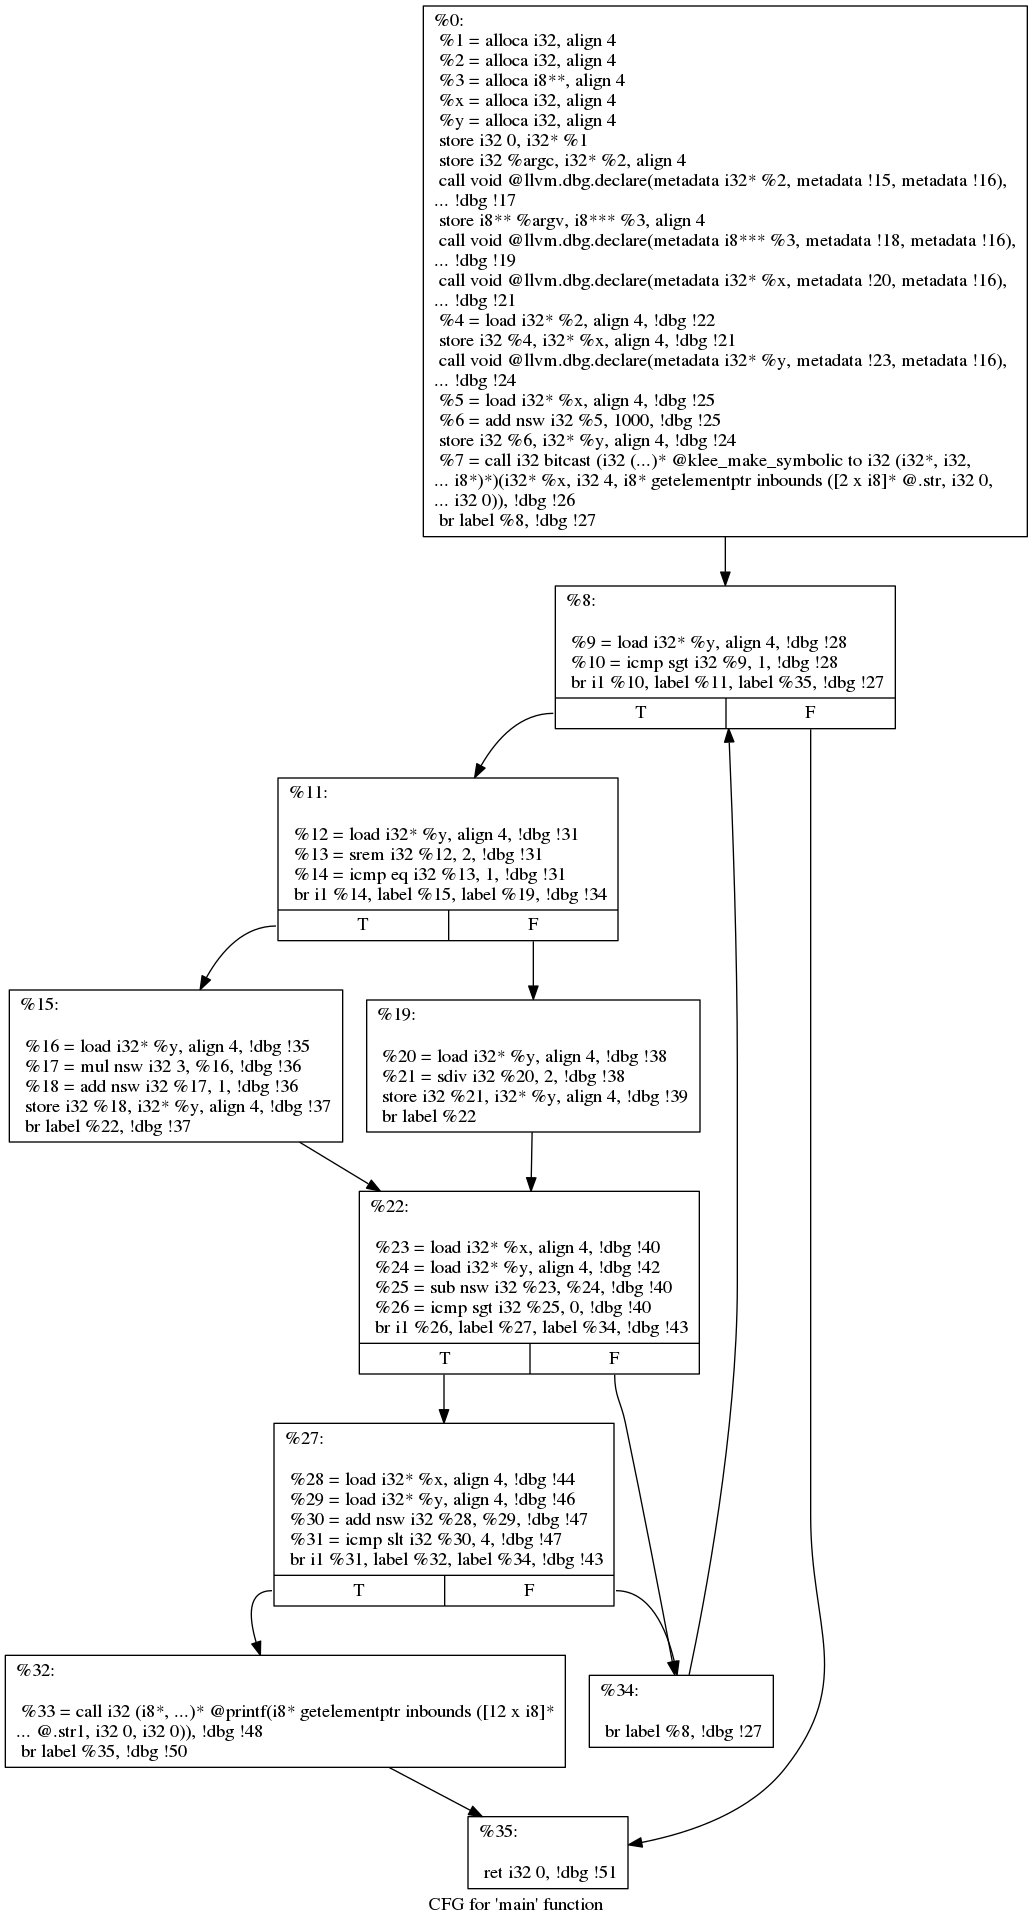 %0:
%1 = alloca i32, align 4
%2 = alloca i32, align 4
%3 = alloca i8**, align 4
%x = alloca i32, align 4
%y = alloca i32, align 4
store i32 0, i32* %1
store i32 %argc, i32* %2, align 4
call void @llvm.dbg.declare(metadata i32* %2, metadata !15, metadata !16),
... !dbg !17
store i8** %argv, i8*** %3, align 4
call void @llvm.dbg.declare(metadata i8*** %3, metadata !18, metadata !16),
... !dbg !19
call void @llvm.dbg.declare(metadata i32* %x, metadata !20, metadata !16),
... !dbg !21
%4 = load i32* %2, align 4, !dbg !22
store i32 %4, i32* %x, align 4, !dbg !21
call void @llvm.dbg.declare(metadata i32* %y, metadata !23, metadata !16),
... !dbg !24
%5 = load i32* %x, align 4, !dbg !25
%6 = add nsw i32 %5, 1000, !dbg !25
store i32 %6, i32* %y, align 4, !dbg !24
%7 = call i32 bitcast (i32 (...)* @klee_make_symbolic to i32 (i32*, i32,
... i8*)*)(i32* %x, i32 4, i8* getelementptr inbounds ([2 x i8]* @.str, i32 0,
... i32 0)), !dbg !26
br label %8, !dbg !27
%8:
%9 = load i32* %y, align 4, !dbg !28
%10 = icmp sgt i32 %9, 1, !dbg !28
br i1 %10, label %11, label %35, !dbg !27
T F
%11:
%12 = load i32* %y, align 4, !dbg !31
%13 = srem i32 %12, 2, !dbg !31
%14 = icmp eq i32 %13, 1, !dbg !31
br i1 %14, label %15, label %19, !dbg !34
T F
%15:
%16 = load i32* %y, align 4, !dbg !35
%17 = mul nsw i32 3, %16, !dbg !36
%18 = add nsw i32 %17, 1, !dbg !36
store i32 %18, i32* %y, align 4, !dbg !37
br label %22, !dbg !37
%19:
%20 = load i32* %y, align 4, !dbg !38
%21 = sdiv i32 %20, 2, !dbg !38
store i32 %21, i32* %y, align 4, !dbg !39
br label %22
%22:
%23 = load i32* %x, align 4, !dbg !40
%24 = load i32* %y, align 4, !dbg !42
%25 = sub nsw i32 %23, %24, !dbg !40
%26 = icmp sgt i32 %25, 0, !dbg !40
br i1 %26, label %27, label %34, !dbg !43
T F
%27:
%28 = load i32* %x, align 4, !dbg !44
%29 = load i32* %y, align 4, !dbg !46
%30 = add nsw i32 %28, %29, !dbg !47
%31 = icmp slt i32 %30, 4, !dbg !47
br i1 %31, label %32, label %34, !dbg !43
T F
%32:
%33 = call i32 (i8*, ...)* @printf(i8* getelementptr inbounds ([12 x i8]*
... @.str1, i32 0, i32 0)), !dbg !48
br label %35, !dbg !50
%34:
br label %8, !dbg !27
%35:
ret i32 0, !dbg !51
CFG for 'main' function